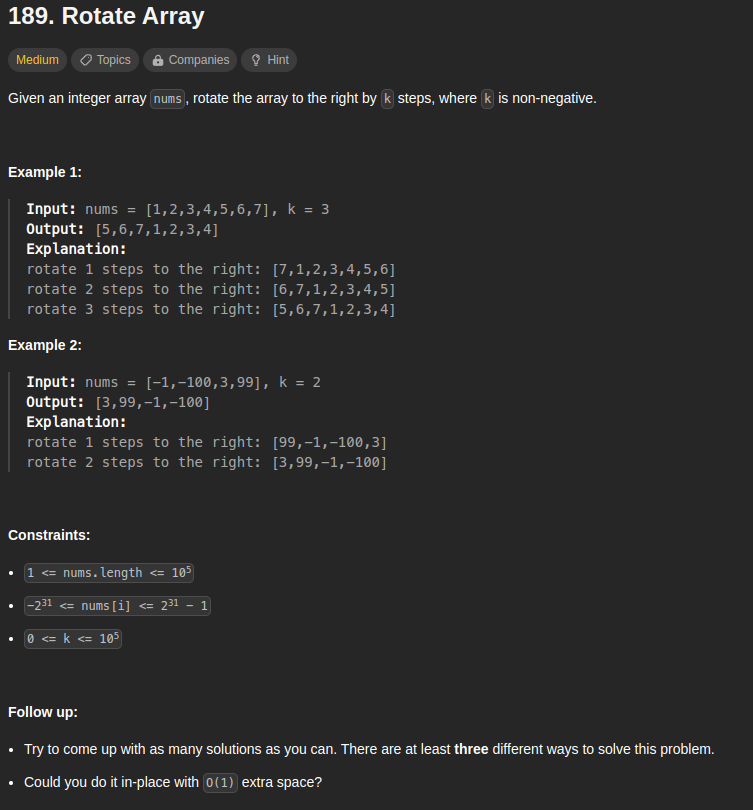 189. Rotate Array
Medium Topics Companies Hint
Given an integer array nums, rotate the array to the right by k steps, where k is non-negative.
Example 1:
Input: nums = [1,2,3,4,5,6,7], k = 3
Output: [5,6,7,1,2,3,4]
Explanation:
rotate 1 steps to the right: [7,1,2,3,4,5,6]
rotate 2 steps to the right: [6,7,1,2,3,4,5]
rotate 3 steps to the right: [5,6,7,1,2,3,4]
Example 2:
Input: nums = [-1,-100,3,99], k = 2
Output: [3,99,-1,-100]
Explanation:
rotate 1 steps to the right: [99,-1,-100,3]
rotate 2 steps to the right: [3,99,-1,-100]
Constraints:
• 1 <= nums.length <= 10⁵
• -2³¹ <= nums[i] <= 2³¹ - 1
• 0 <= k <= 10⁵
Follow up:
• Try to come up with as many solutions as you can. There are at least three different ways to solve this problem.
• Could you do it in-place with O(1) extra space?